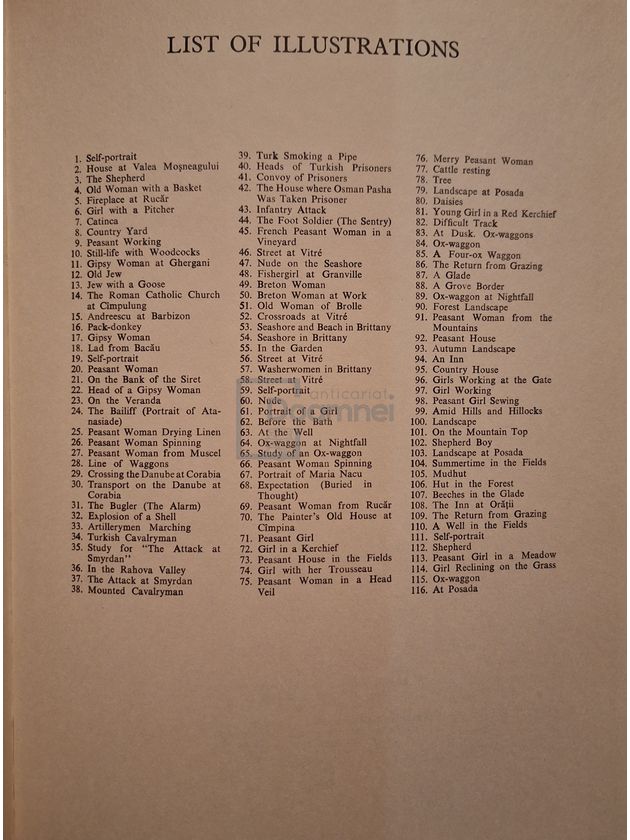 LIST OF ILLUSTRATIONS
1. Self-portrait
2. House at Valea Moșneagului
3. The Shepherd
4. Old Woman with a Basket
5. Fireplace at Rucăr
6. Girl with a Pitcher
7. Catinca
8. Country Yard
9. Peasant Working
10. Still-life with Woodcocks
11. Gipsy Woman at Ghergani
12. Old Jew
13. Jew with a Goose
14. The Roman Catholic Church
at Cîmpulung
15. Andreescu at Barbizon
16. Pack-donkey
17. Gipsy Woman
18. Lad from Bacău
19. Self-portrait
20. Peasant Woman
21. On the Bank of the Siret
22. Head of a Gipsy Woman
23. On the Veranda
24. The Bailiff (Portrait of Ata-
nasiade)
25. Peasant Woman Drying Linen
26. Peasant Woman Spinning
27. Peasant Woman from Muscel
28. Line of Waggons
29. Crossing the Danube at Corabia
30. Transport on the Danube at
Corabia
31. The Bugler (The Alarm)
32. Explosion of a Shell
33. Artillerymen Marching
34. Turkish Cavalryman
35. Study for "The Attack at
Smyrdan"
36. In the Rahova Valley
37. The Attack at Smyrdan
38. Mounted Cavalryman
39. Turk Smoking a Pipe
40. Heads of Turkish Prisoners
41. Convoy of Prisoners
42. The House where Osman Pasha
Was Taken Prisoner
43. Infantry Attack
44. The Foot Soldier (The Sentry)
45. French Peasant Woman in a
Vineyard
46. Street at Vitré
47. Nude on the Seashore
48. Fishergirl at Granville
49. Breton Woman
50. Breton Woman at Work
51. Old Woman of Brolle
52. Crossroads at Vitré
53. Seashore and Beach in Brittany
54. Seashore in Brittany
55. In the Garden
56. Street at Vitré
57. Washerwomen in Brittany
58. Street at Vitré
59. Self-portrait
60. Nude
61. Portrait of a Girl
62. Before the Bath
63. At the Well
64. Ox-waggon at Nightfall
65. Study of an Ox-waggon
66. Peasant Woman Spinning
67. Portrait of Maria Nacu
68. Expectation (Buried in
Thought)
69. Peasant Woman from Rucăr
70. The Painter's Old House at
Cîmpina
71. Peasant Girl
72. Girl in a Kerchief
73. Peasant House in the Fields
74. Girl with her Trousseau
75. Peasant Woman in a Head
Veil
76. Merry Peasant Woman
77. Cattle resting
78. Tree
79. Landscape at Posada
80. Daisies
81. Young Girl in a Red Kerchief
82. Difficult Track
83. At Dusk. Ox-waggons
84. Ox-waggon
85. A Four-ox Waggon
86. The Return from Grazing
87. A Glade
88. A Grove Border
89. Ox-waggon at Nightfall
90. Forest Landscape
91. Peasant Woman from the
Mountains
92. Peasant House
93. Autumn Landscape
94. An Inn
95. Country House
96. Girls Working at the Gate
97. Girl Working
98. Peasant Girl Sewing
99. Amid Hills and Hillocks
100. Landscape
101. On the Mountain Top
102. Shepherd Boy
103. Landscape at Posada
104. Summertime in the Fields
105. Mudhut
106. Hut in the Forest
107. Beeches in the Glade
108. The Inn at Orății
109. The Return from Grazing
110. A Well in the Fields
111. Self-portrait
112. Shepherd
113. Peasant Girl in a Meadow
114. Girl Reclining on the Grass
115. Ox-waggon
116. At Posada
anticariat